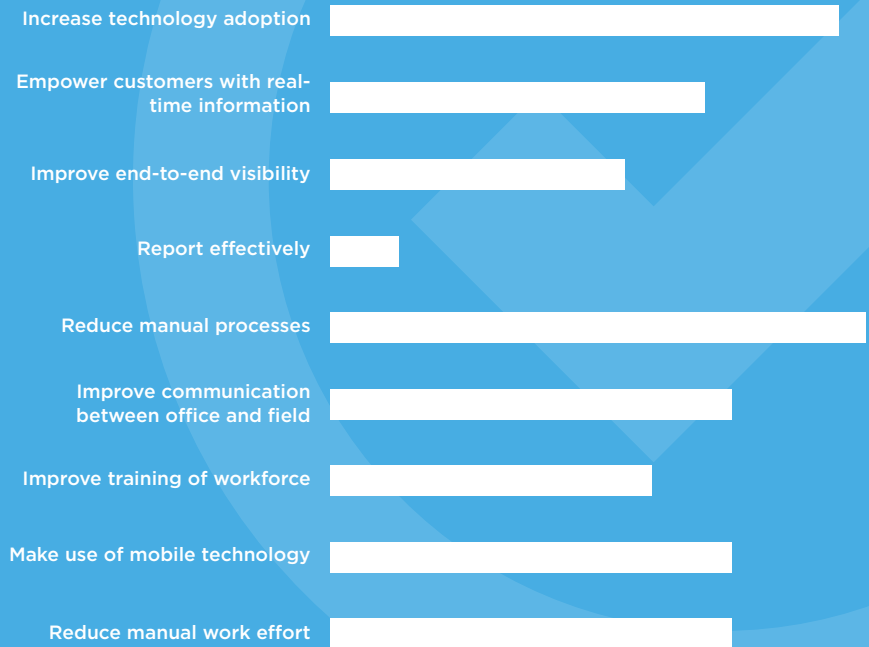 Increase technology adoption
Empower customers with real-
time information
Improve end-to-end visibility
Report effectively
Reduce manual processes
Improve communication
between office and field
Improve training of workforce
Make use of mobile technology
Reduce manual work effort